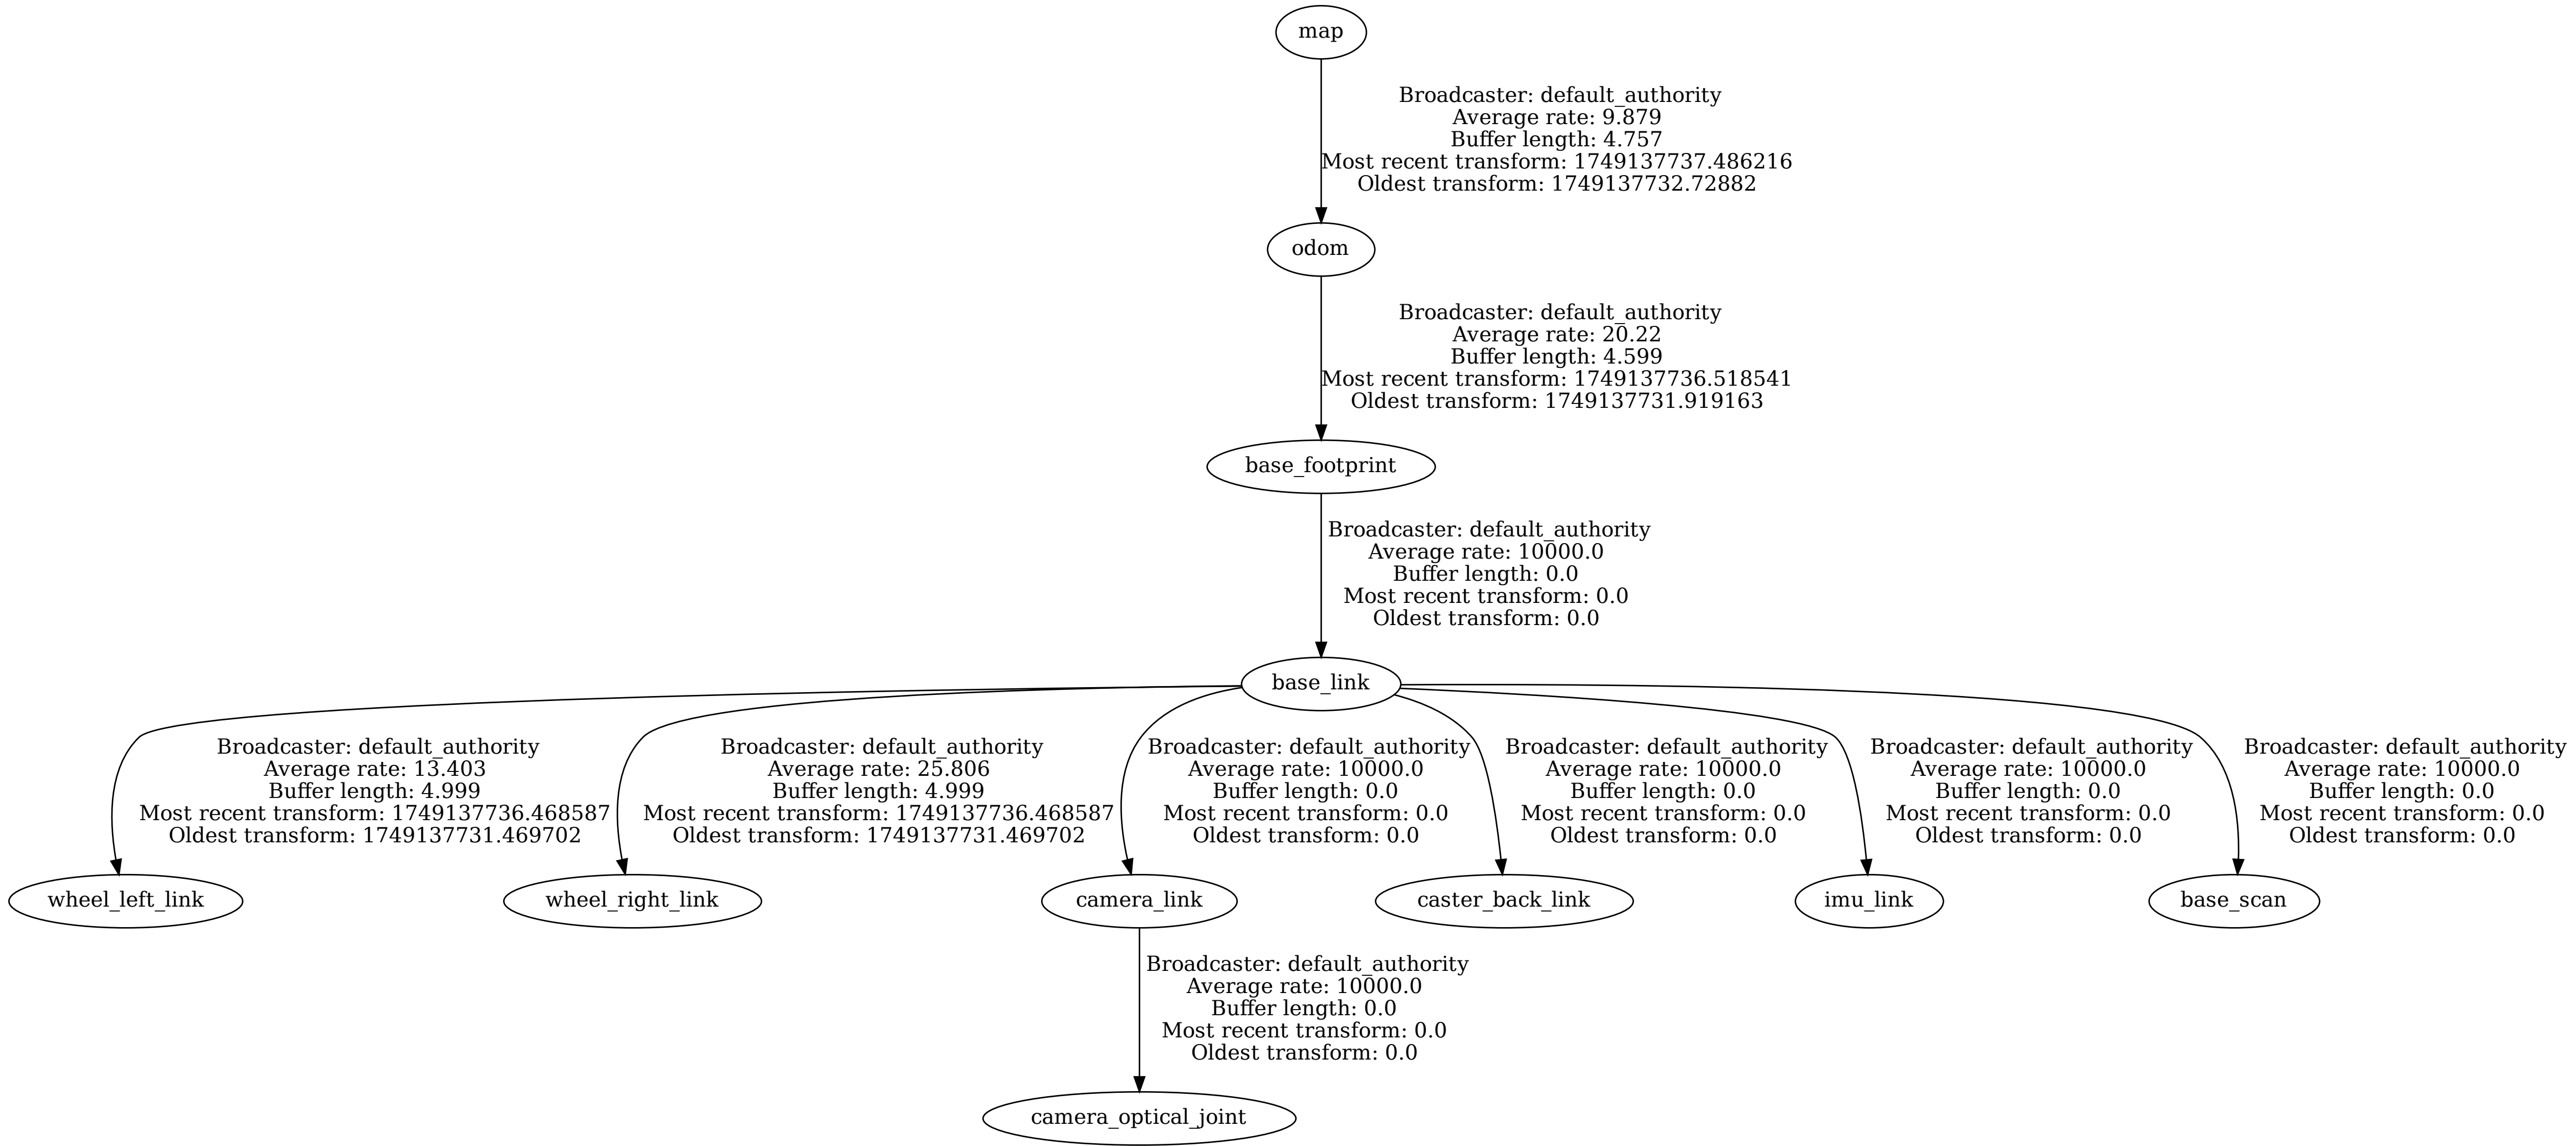 map
Broadcaster: default_authority
Average rate: 9.879
Buffer length: 4.757
Most recent transform: 1749137737.486216
Oldest transform: 1749137732.72882
odom
Broadcaster: default_authority
Average rate: 20.22
Buffer length: 4.599
Most recent transform: 1749137736.518541
Oldest transform: 1749137731.919163
base_footprint
Broadcaster: default_authority
Average rate: 10000.0
Buffer length: 0.0
Most recent transform: 0.0
Oldest transform: 0.0
base_link
Broadcaster: default_authority
Average rate: 13.403
Buffer length: 4.999
Most recent transform: 1749137736.468587
Oldest transform: 1749137731.469702
Broadcaster: default_authority
Average rate: 25.806
Buffer length: 4.999
Most recent transform: 1749137736.468587
Oldest transform: 1749137731.469702
Broadcaster: default_authority
Average rate: 10000.0
Buffer length: 0.0
Most recent transform: 0.0
Oldest transform: 0.0
Broadcaster: default_authority
Average rate: 10000.0
Buffer length: 0.0
Most recent transform: 0.0
Oldest transform: 0.0
Broadcaster: default_authority
Average rate: 10000.0
Buffer length: 0.0
Most recent transform: 0.0
Oldest transform: 0.0
Broadcaster: default_authority
Average rate: 10000.0
Buffer length: 0.0
Most recent transform: 0.0
Oldest transform: 0.0
wheel_left_link
wheel_right_link
camera_link
caster_back_link
imu_link
base_scan
Broadcaster: default_authority
Average rate: 10000.0
Buffer length: 0.0
Most recent transform: 0.0
Oldest transform: 0.0
camera_optical_joint